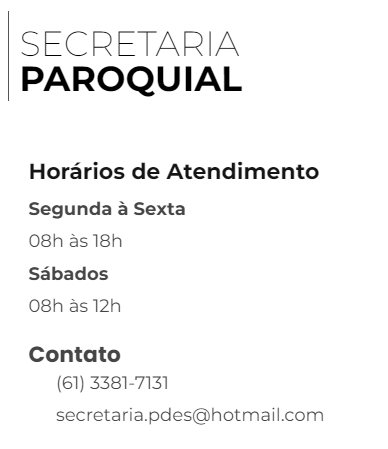 SECRETARIA
PAROQUIAL
Horários de Atendimento
Segunda à Sexta
08h às 18h
Sábados
08h às 12h
Contato
(61) 3381-7131
secretaria.pdes@hotmail.com